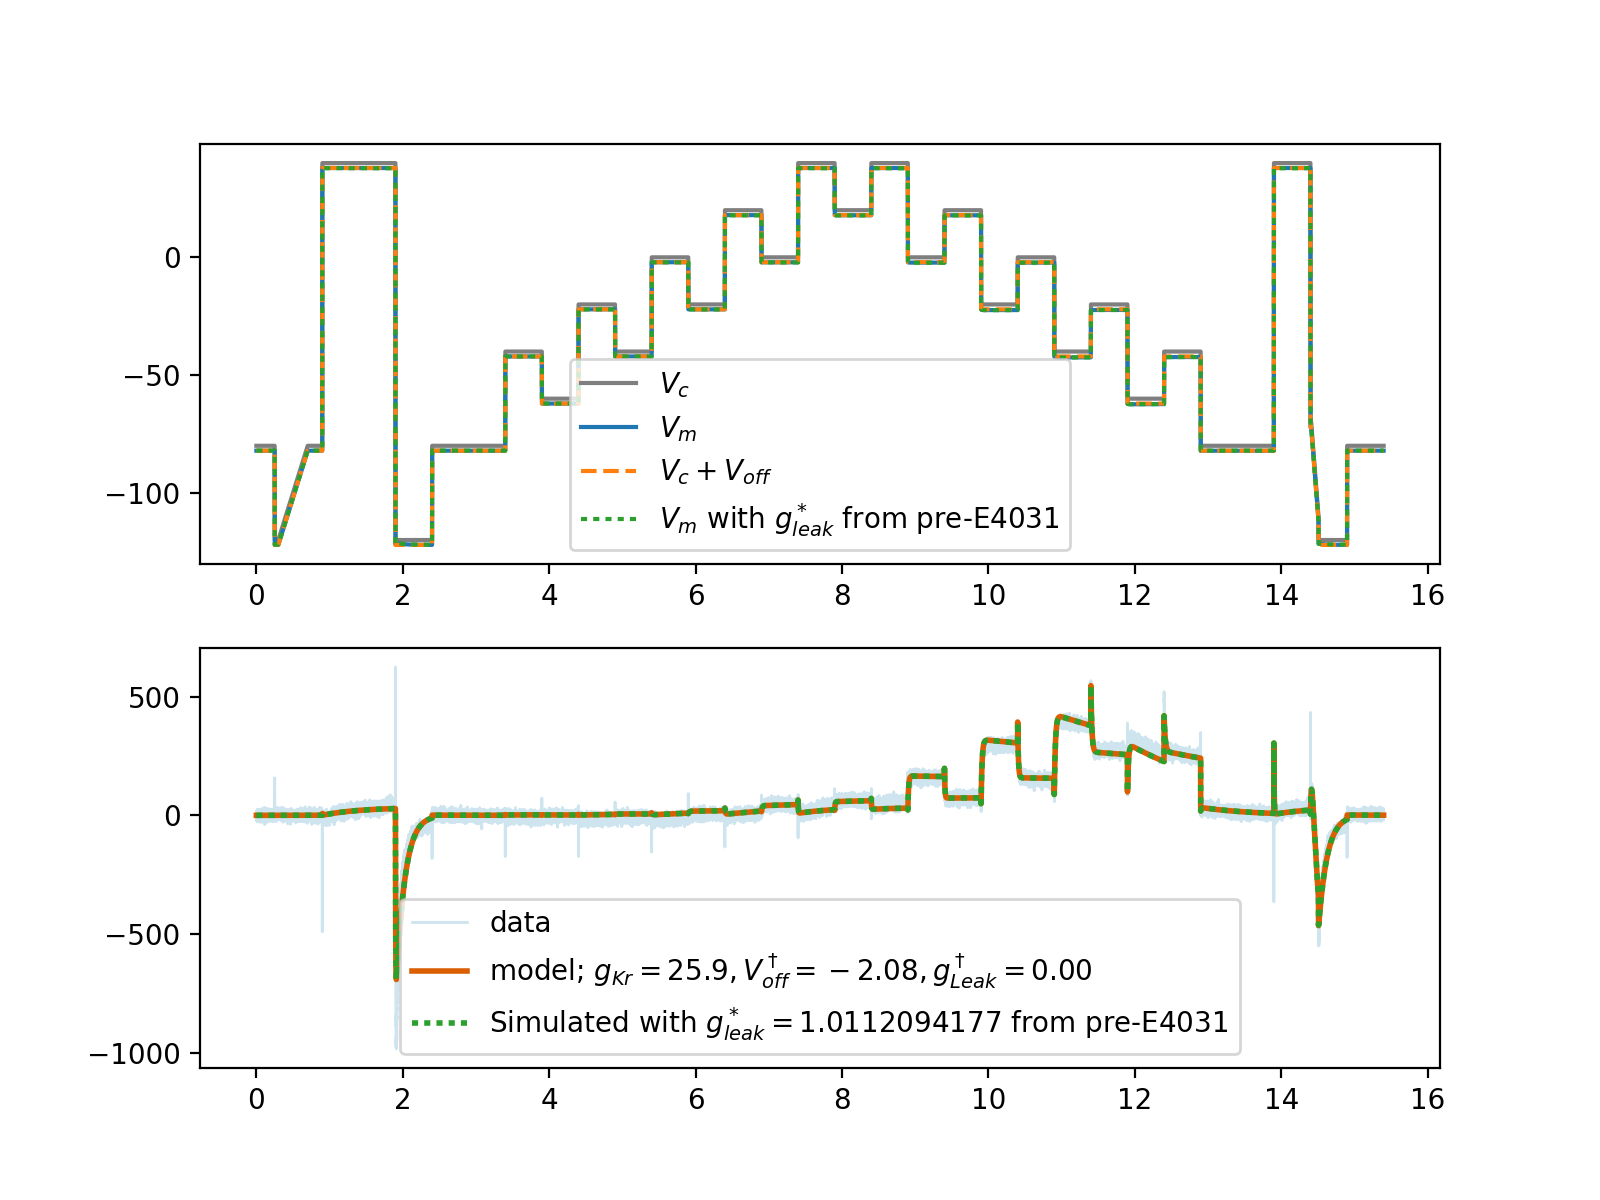 0
−50
−100
V_c
V_m
V_c + V_off
V_m with g*_leak from pre-E4031
0 2 4 6 8 10 12 14 16
500
0
−500
−1000
data
model; g_Kr = 25.9, V†_off = −2.08, g†_Leak = 0.00
Simulated with g*_leak = 1.0112094177 from pre-E4031
0 2 4 6 8 10 12 14 16